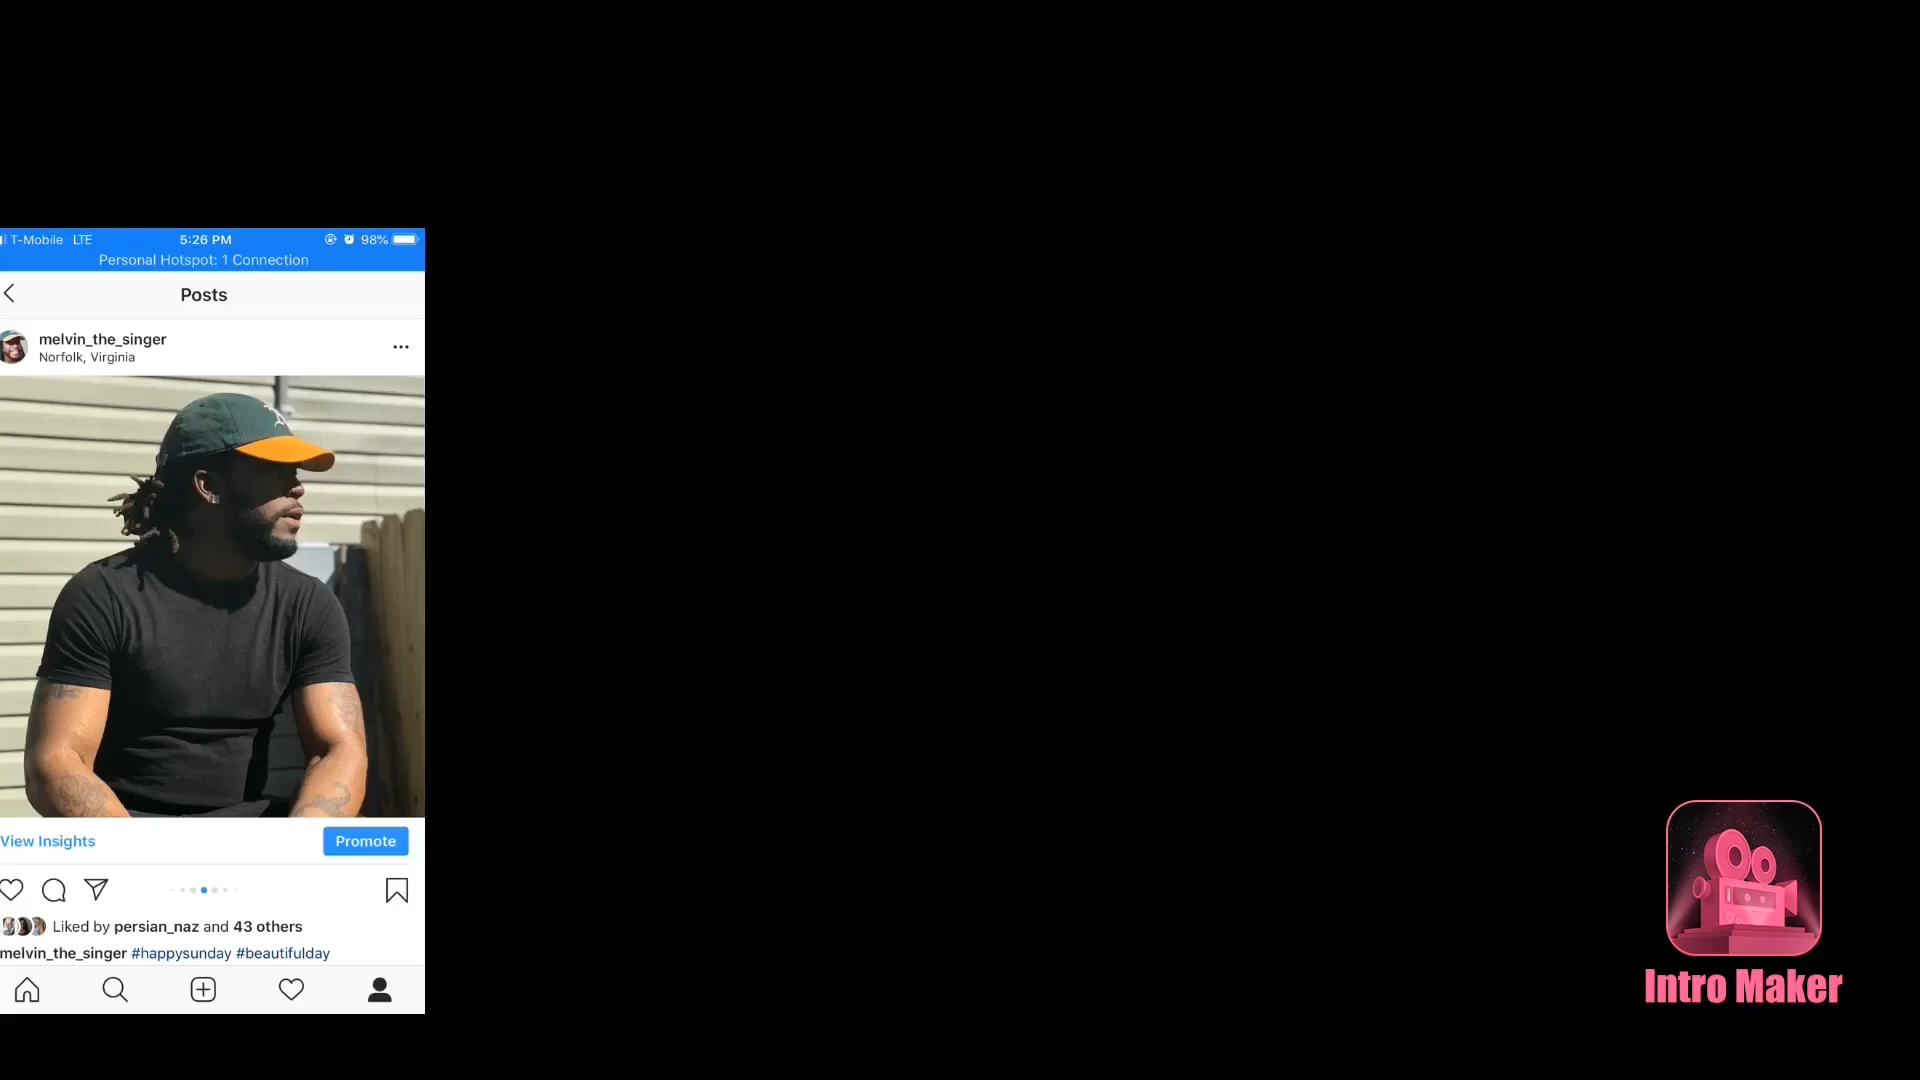 T-Mobile LTE 5:26 PM 98%
Personal Hotspot: 1 Connection
Posts
melvin_the_singer
Norfolk, Virginia
View Insights Promote
Liked by persian_naz and 43 others
melvin_the_singer #happysunday #beautifulday
Intro Maker